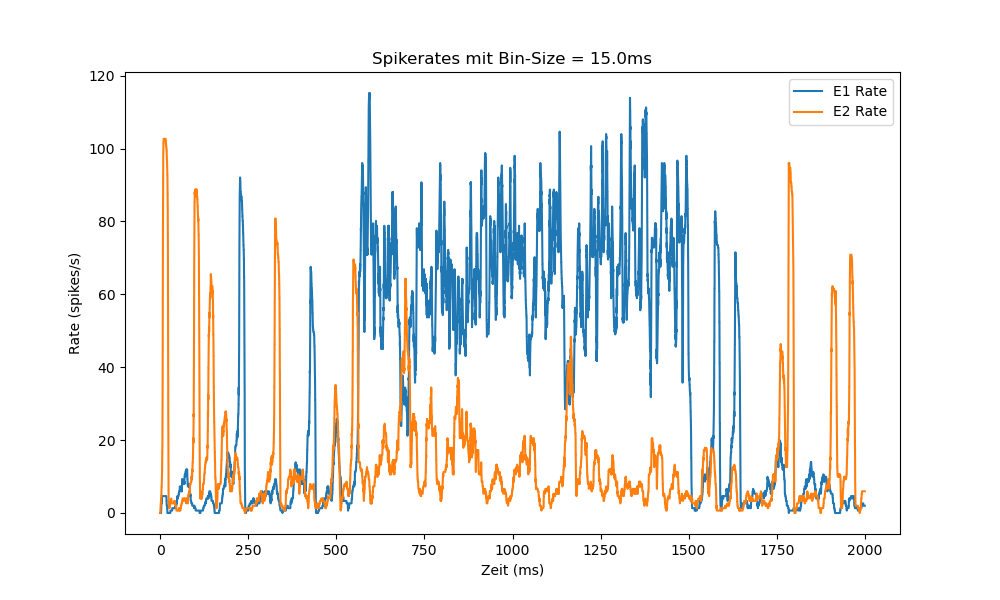 Spikerates mit Bin-Size = 15.0ms
E1 Rate
E2 Rate
120
100
80
60
40
20
0
Rate (spikes/s)
0 250 500 750 1000 1250 1500 1750 2000
Zeit (ms)